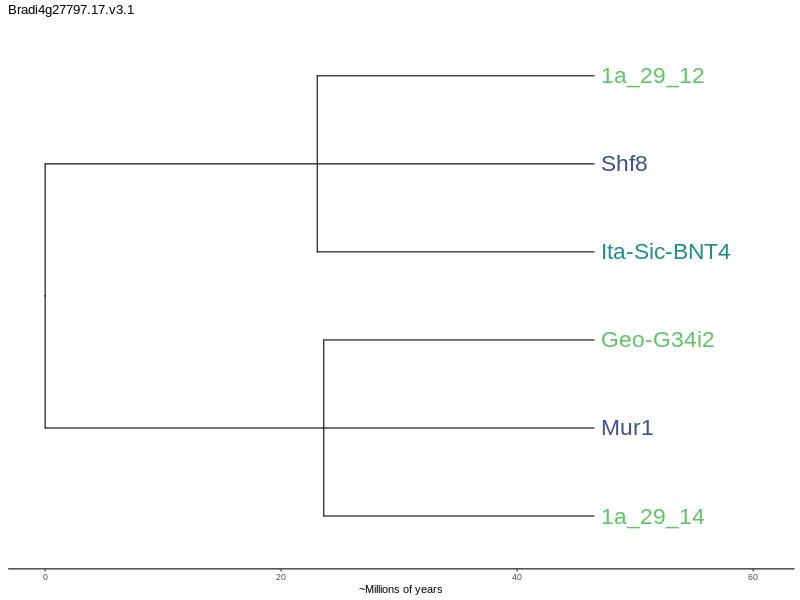 Bradi4g27797.17.v3.1
1a_29_12
Shf8
Ita-Sic-BNT4
Geo-G34i2
Mur1
1a_29_14
0 20 40 60
~Millions of years